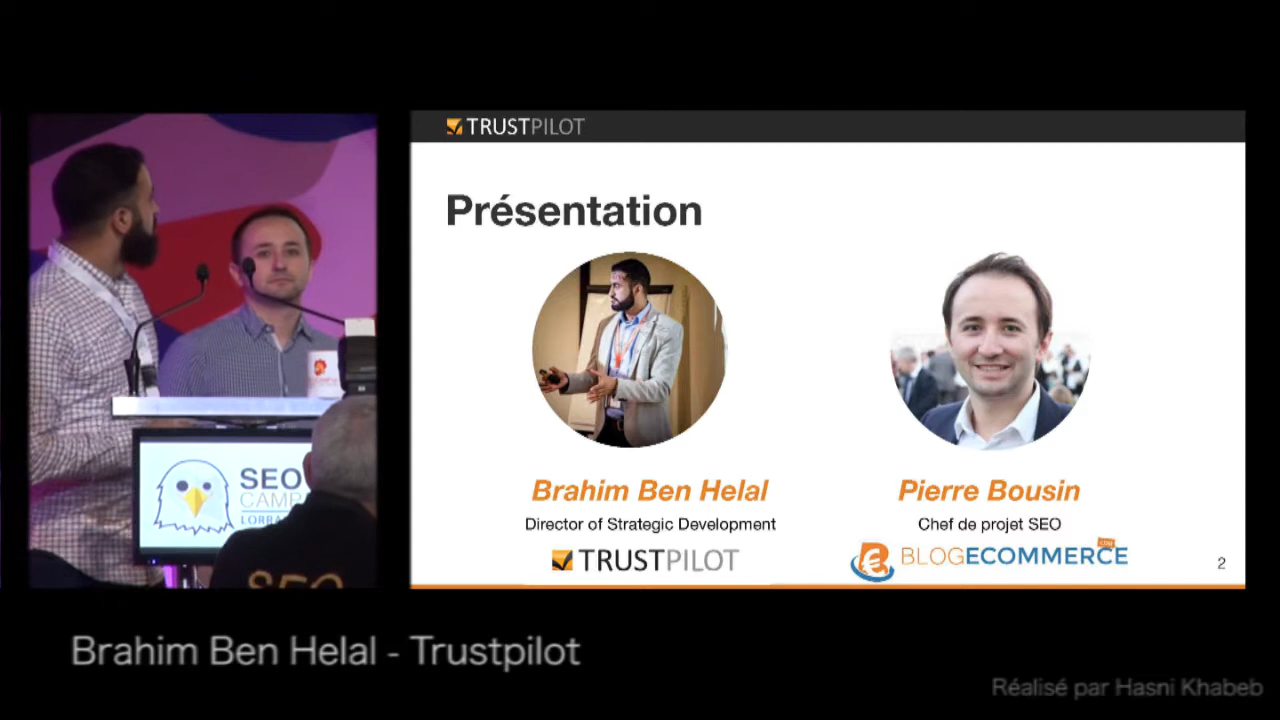 TRUSTPILOT
Présentation
Brahim Ben Helal
Director of Strategic Development
TRUSTPILOT
Pierre Bousin
Chef de projet SEO
BLOGECOMMERCE
2
SEO
CAMP
SEO
Brahim Ben Helal - Trustpilot
Réalisé par Hasni Khabeb